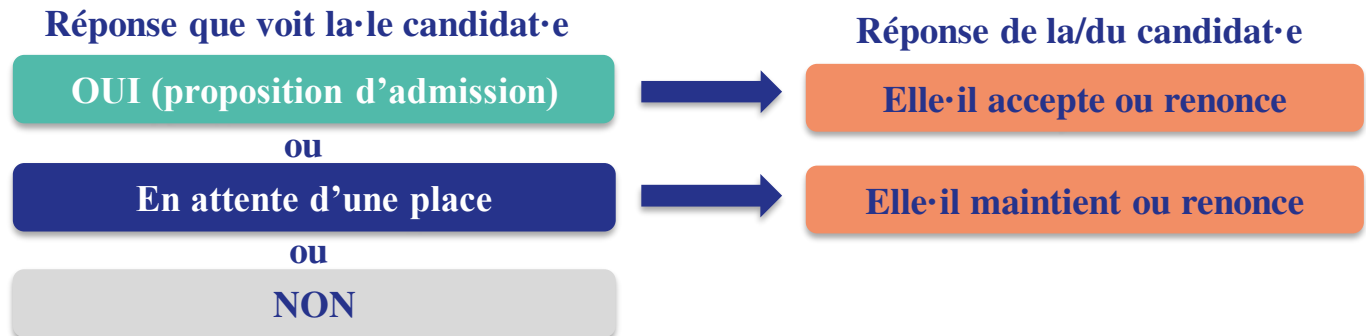 Réponse que voit la·le candidat·e
OUI (proposition d’admission)
ou
En attente d’une place
ou
NON
Réponse de la/du candidat·e
Elle·il accepte ou renonce
Elle·il maintient ou renonce